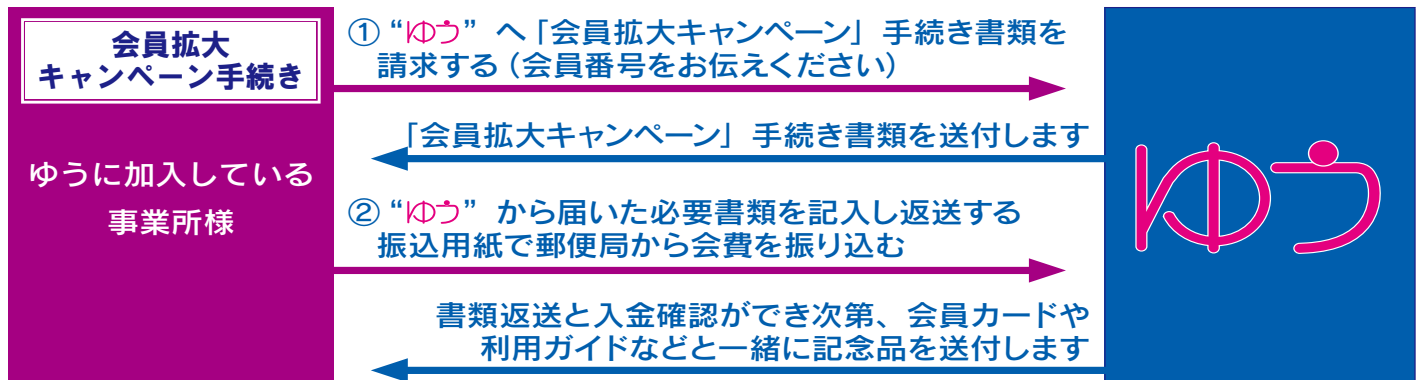 会員拡大
キャンペーン手続き
ゆうに加入している
事業所様
①“ゆう”へ「会員拡大キャンペーン」手続き書類を
請求する(会員番号をお伝えください)
「会員拡大キャンペーン」手続き書類を送付します
②“ゆう”から届いた必要書類を記入し返送する
振込用紙で郵便局から会費を振り込む
書類返送と入金確認ができ次第、会員カードや
利用ガイドなどと一緒に記念品を送付します
ゆう